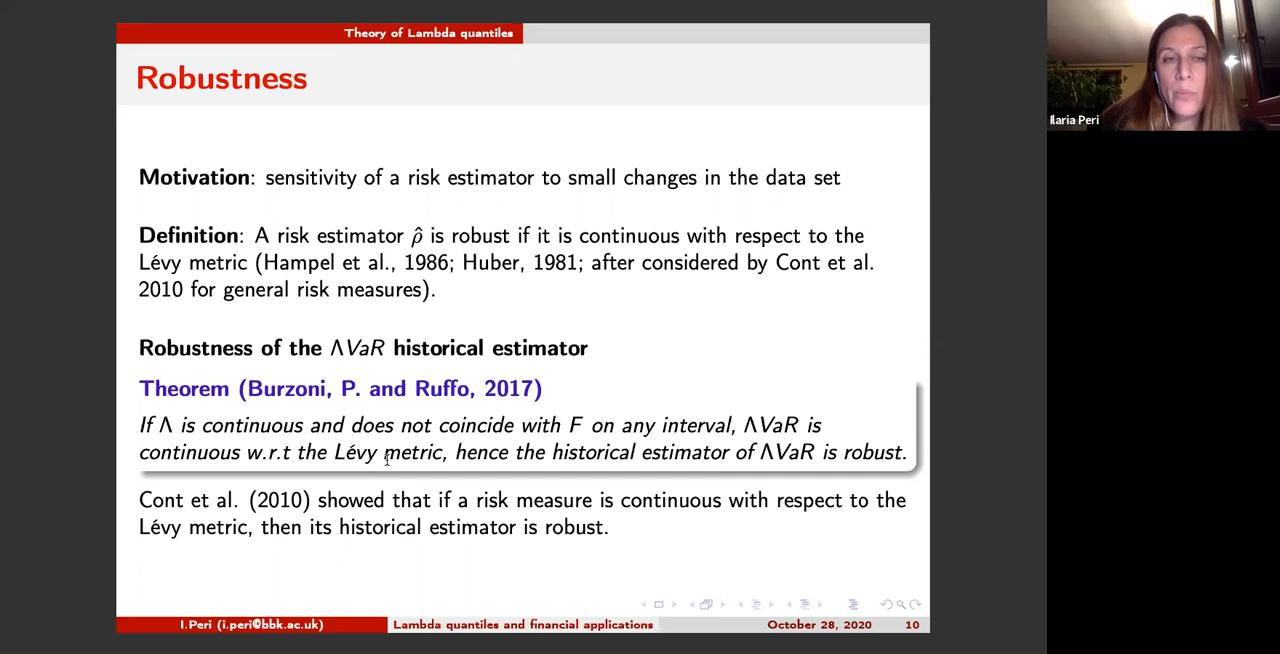 Theory of Lambda quantiles
Robustness
Ilaria Peri
Motivation: sensitivity of a risk estimator to small changes in the data set
Definition: A risk estimator ρ̂ is robust if it is continuous with respect to the
Lévy metric (Hampel et al., 1986; Huber, 1981; after considered by Cont et al.
2010 for general risk measures).
Robustness of the ΛVaR historical estimator
Theorem (Burzoni, P. and Ruffo, 2017)
If Λ is continuous and does not coincide with F on any interval, ΛVaR is
continuous w.r.t the Lévy metric, hence the historical estimator of ΛVaR is robust.
Cont et al. (2010) showed that if a risk measure is continuous with respect to the
Lévy metric, then its historical estimator is robust.
I.Peri (i.peri@bbk.ac.uk) Lambda quantiles and financial applications October 28, 2020 10